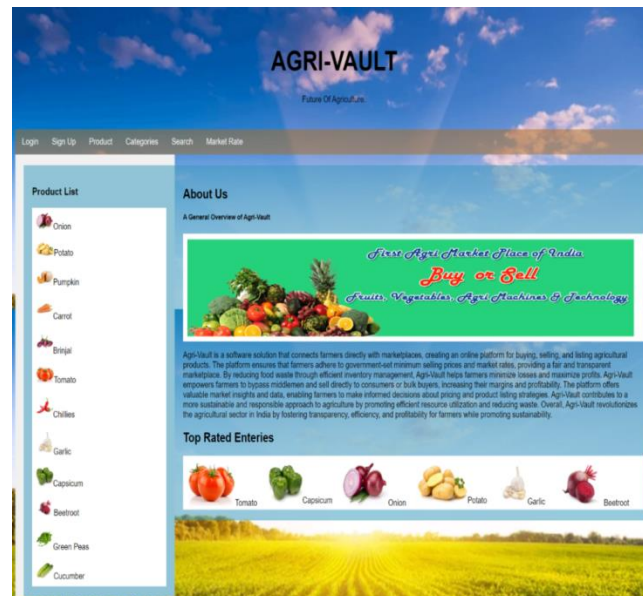 AGRI-VAULT
Future Of Agriculture.
Login Sign Up Product Categories Search Market Rate
Product List
Onion
Potato
Pumpkin
Carrot
Brinjal
Tomato
Chillies
Garlic
Capsicum
Beetroot
Green Peas
Cucumber
About Us
A General Overview of Agri-Vault
First Agri Market Place of India
Buy or Sell
Fruits, Vegetables, Agri Machines & Technology
Agri-Vault is a software solution that connects farmers directly with marketplaces, creating an online platform for buying, selling, and listing agricultural
products. The platform ensures that farmers adhere to government-set minimum selling prices and market rates, providing a fair and transparent
marketplace. By reducing food waste through efficient inventory management, Agri-Vault helps farmers minimize losses and maximize profits. Agri-Vault
empowers farmers to bypass middlemen and sell directly to consumers or bulk buyers, increasing their margins and profitability. The platform offers
valuable market insights and data, enabling farmers to make informed decisions about pricing and product listing strategies. Agri-Vault contributes to a
more sustainable and responsible approach to agriculture by promoting efficient resource utilization and reducing waste. Overall, Agri-Vault revolutionizes
the agricultural sector in India by fostering transparency, efficiency, and profitability for farmers while promoting sustainability.
Top Rated Enteries
Tomato Capsicum Onion Potato Garlic Beetroot